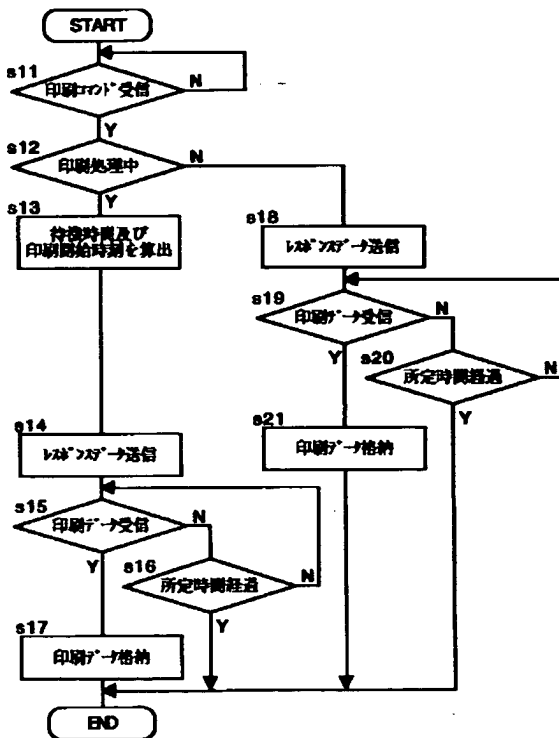 START
s11
印刷ｺﾏﾝﾄﾞ受信
N
Y
s12
印刷処理中
N
Y
s13
待機時間及び
印刷開始時刻を算出
s18
ﾚｽﾎﾟﾝｽデータ送信
s19
印刷データ受信
N
Y
s20
所定時間経過
N
Y
s21
印刷データ格納
s14
ﾚｽﾎﾟﾝｽデータ送信
s15
印刷データ受信
N
Y
s16
所定時間経過
N
Y
s17
印刷データ格納
END